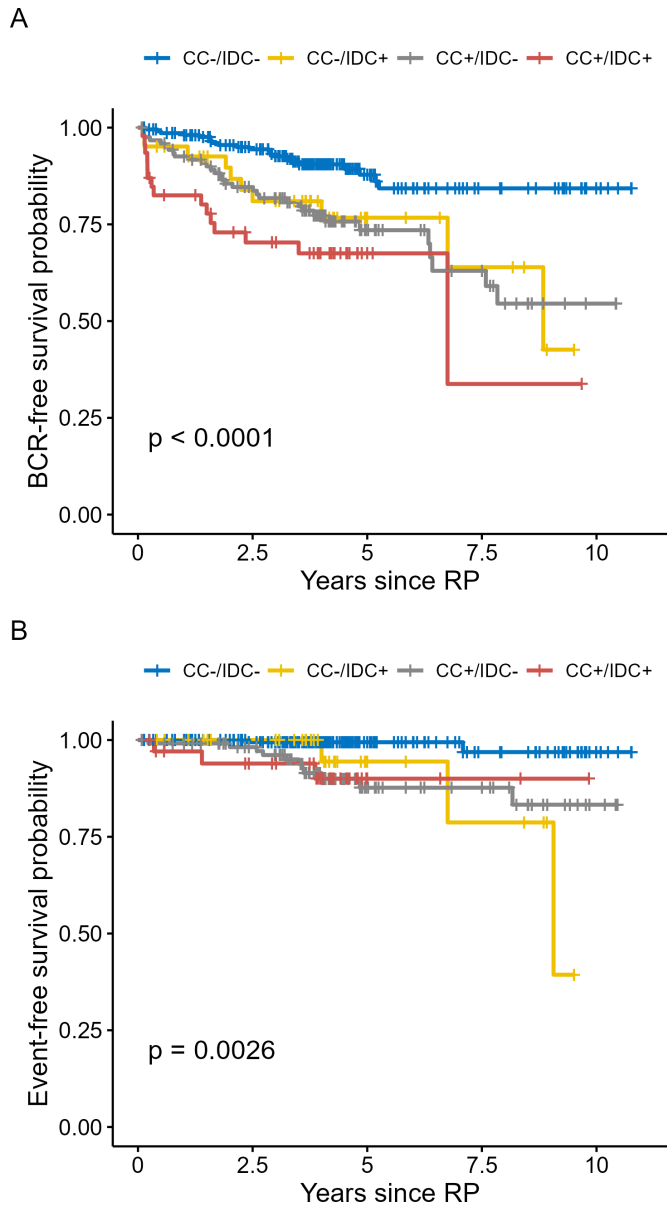 A
CC-/IDC- CC-/IDC+ CC+/IDC- CC+/IDC+
1.00
0.75
0.50
0.25
0.00
BCR-free survival probability
p < 0.0001
0 2.5 5 7.5 10
Years since RP
B
CC-/IDC- CC-/IDC+ CC+/IDC- CC+/IDC+
1.00
0.75
0.50
0.25
0.00
Event-free survival probability
p = 0.0026
0 2.5 5 7.5 10
Years since RP